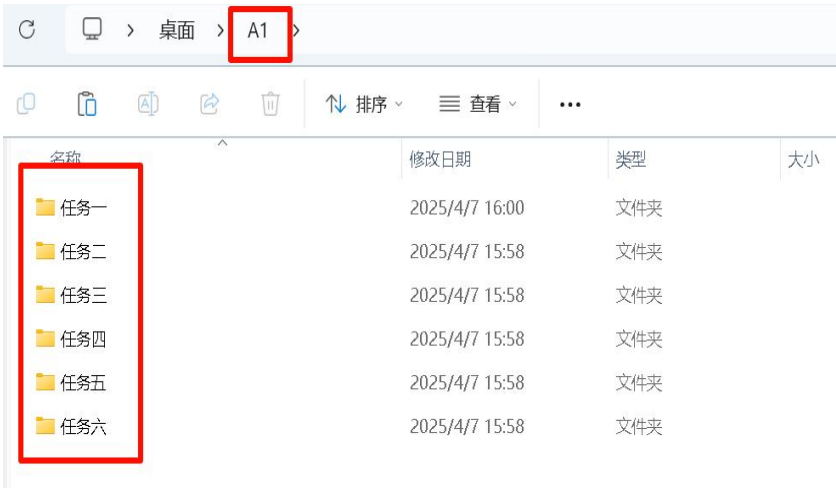 桌面 > A1 >
排序 查看 ...
名称 修改日期 类型 大小
任务一 2025/4/7 16:00 文件夹
任务二 2025/4/7 15:58 文件夹
任务三 2025/4/7 15:58 文件夹
任务四 2025/4/7 15:58 文件夹
任务五 2025/4/7 15:58 文件夹
任务六 2025/4/7 15:58 文件夹